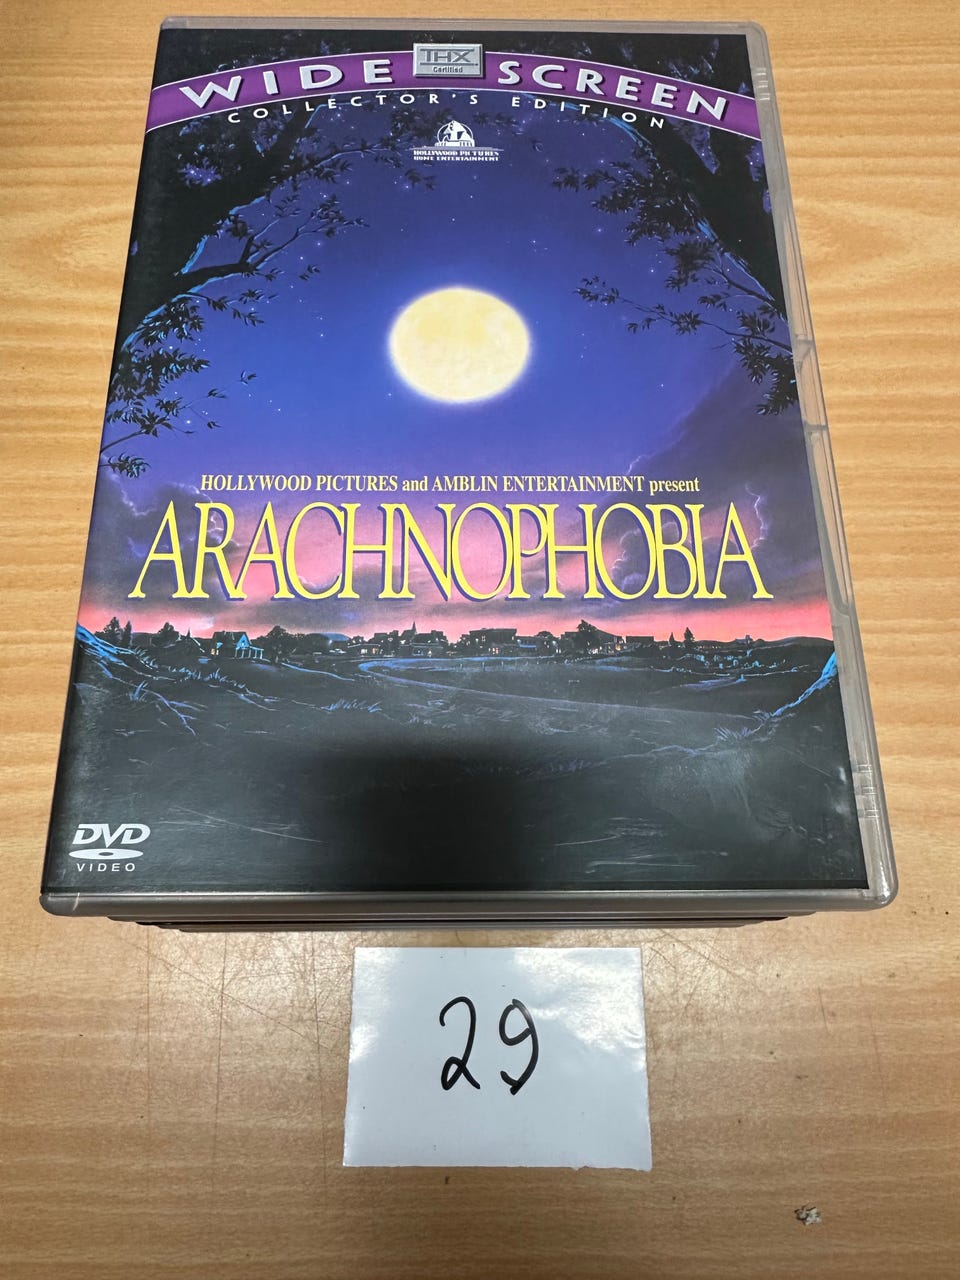 THX
Certified
WIDE SCREEN
COLLECTOR'S EDITION
HOLLYWOOD PICTURES
HOME ENTERTAINMENT
HOLLYWOOD PICTURES and AMBLIN ENTERTAINMENT present
ARACHNOPHOBIA
DVD
VIDEO
29